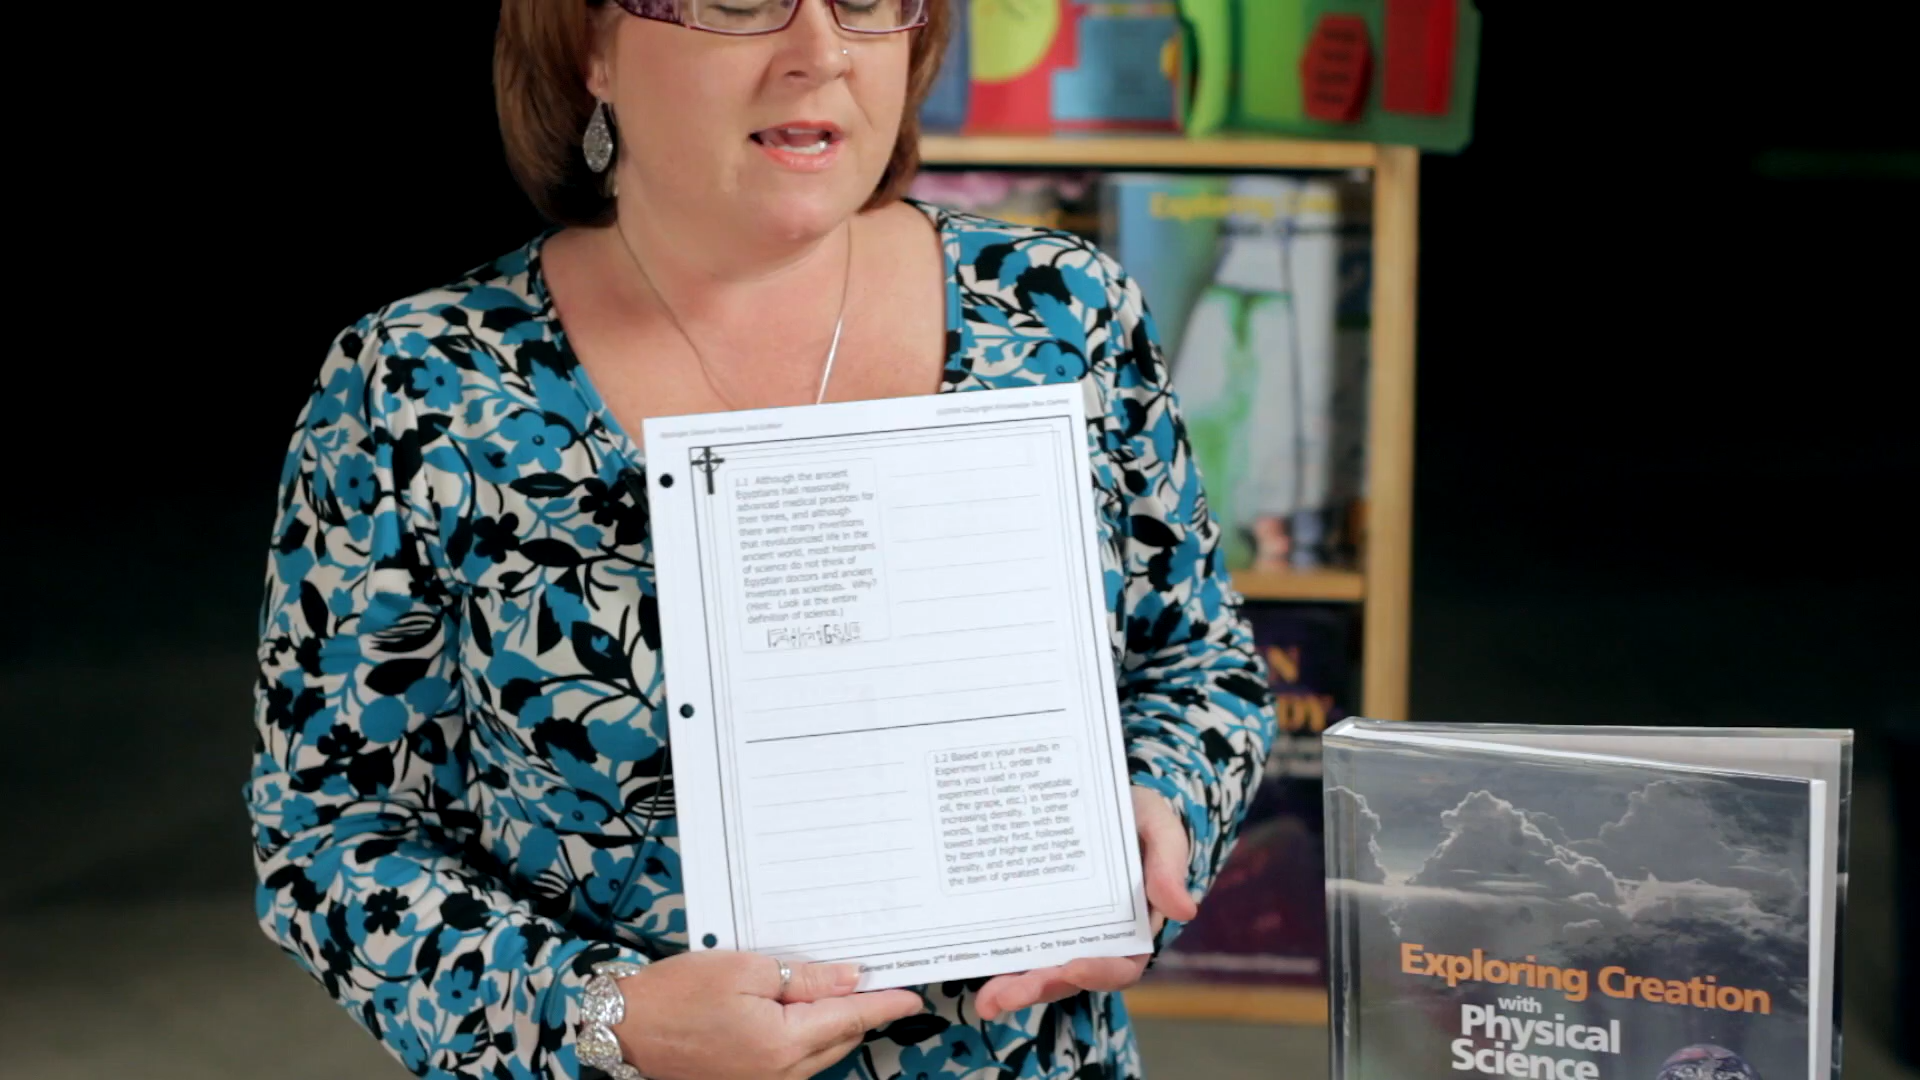 1.1 Although the ancient
Egyptians had reasonably
advanced medical practices for
their times, and although
there were many inventions
that revolutionized life in the
ancient world, most historians
of science do not think of
Egyptian doctors and ancient
inventors as scientists. Why?
(Hint: Look at the entire
definition of science.)
1.2 Based on your results in
Experiment 1.1, order the
items you used in your
experiment (water, vegetable
oil, the grape, etc.) in terms of
increasing density. In other
words, list the item with the
lowest density first, followed
by items of higher and higher
density, and end your list with
the item of greatest density.
General Science 2nd Edition ~ Module 1 - On Your Own Journal
Exploring Creation
with
Physical
Science